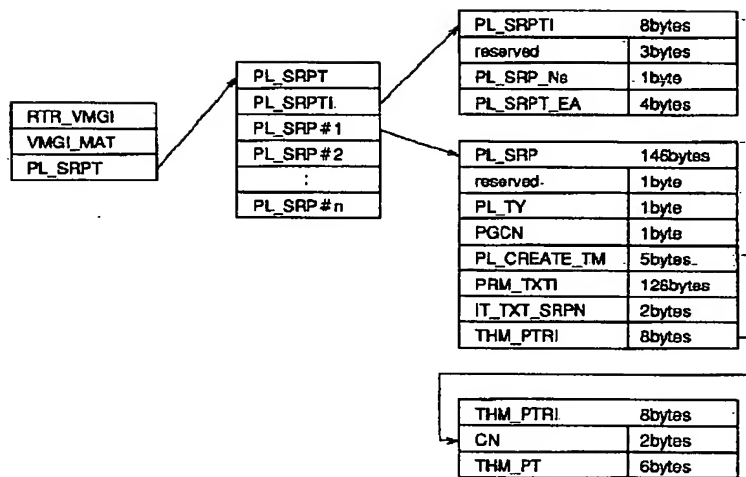 RTR_VMGI
VMGI_MAT
PL_SRPT
PL_SRPT
PL_SRPTI
PL_SRP#1
PL_SRP#2
:
PL_SRP#n
PL_SRPTI 8bytes
reserved 3bytes
PL_SRP_Ns 1byte
PL_SRPT_EA 4bytes
PL_SRP 146bytes
reserved 1byte
PL_TY 1byte
PGCN 1byte
PL_CREATE_TM 5bytes
PRM_TXTI 128bytes
IT_TXT_SRPN 2bytes
THM_PTRI 8bytes
THM_PTRI 8bytes
CN 2bytes
THM_PT 6bytes